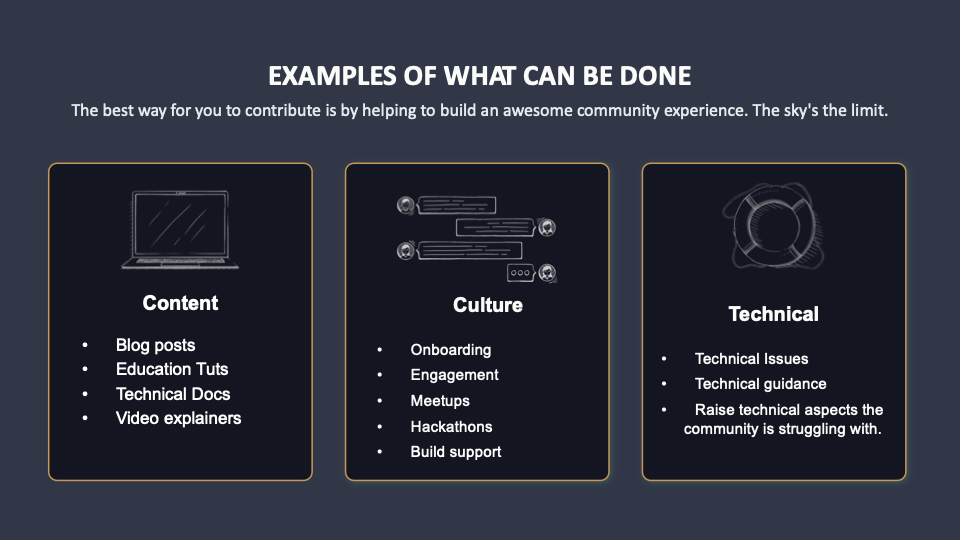 EXAMPLES OF WHAT CAN BE DONE
The best way for you to contribute is by helping to build an awesome community experience. The sky's the limit.
Content
• Blog posts
• Education Tuts
• Technical Docs
• Video explainers
Culture
• Onboarding
• Engagement
• Meetups
• Hackathons
• Build support
Technical
• Technical Issues
• Technical guidance
• Raise technical aspects the
community is struggling with.